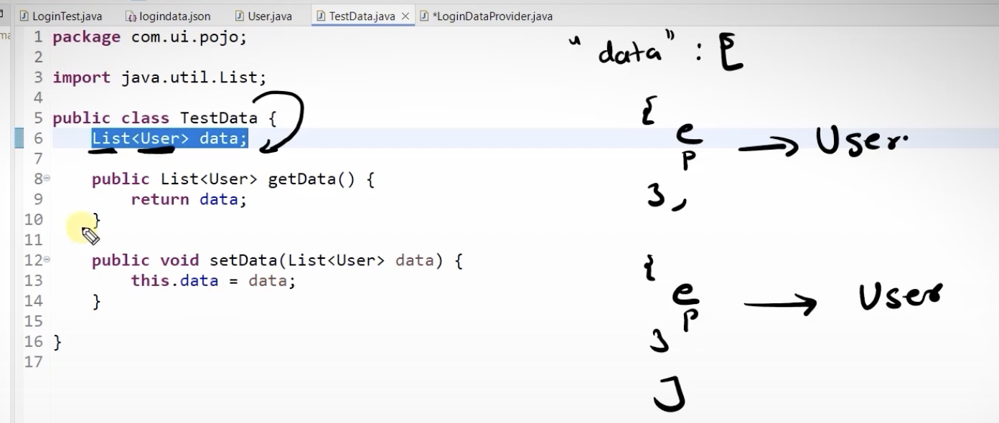 LoginTest.java logindata.json User.java TestData.java *LoginDataProvider.java
1 package com.ui.pojo;
2
3 import java.util.List;
4
5 public class TestData {
6 List<User> data;
7
8 public List<User> getData() {
9 return data;
10 }
11
12 public void setData(List<User> data) {
13 this.data = data;
14 }
15
16 }
17
"data" : [
{
e
p → User
},
{
e
p → User
}
]